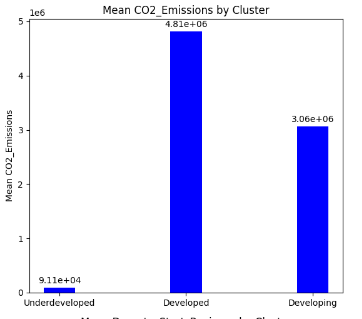 Mean CO2_Emissions by Cluster
1e6
4.81e+06
5
4
3.06e+06
3
Mean CO2_Emissions
2
1
9.11e+04
0
Underdeveloped Developed Developing